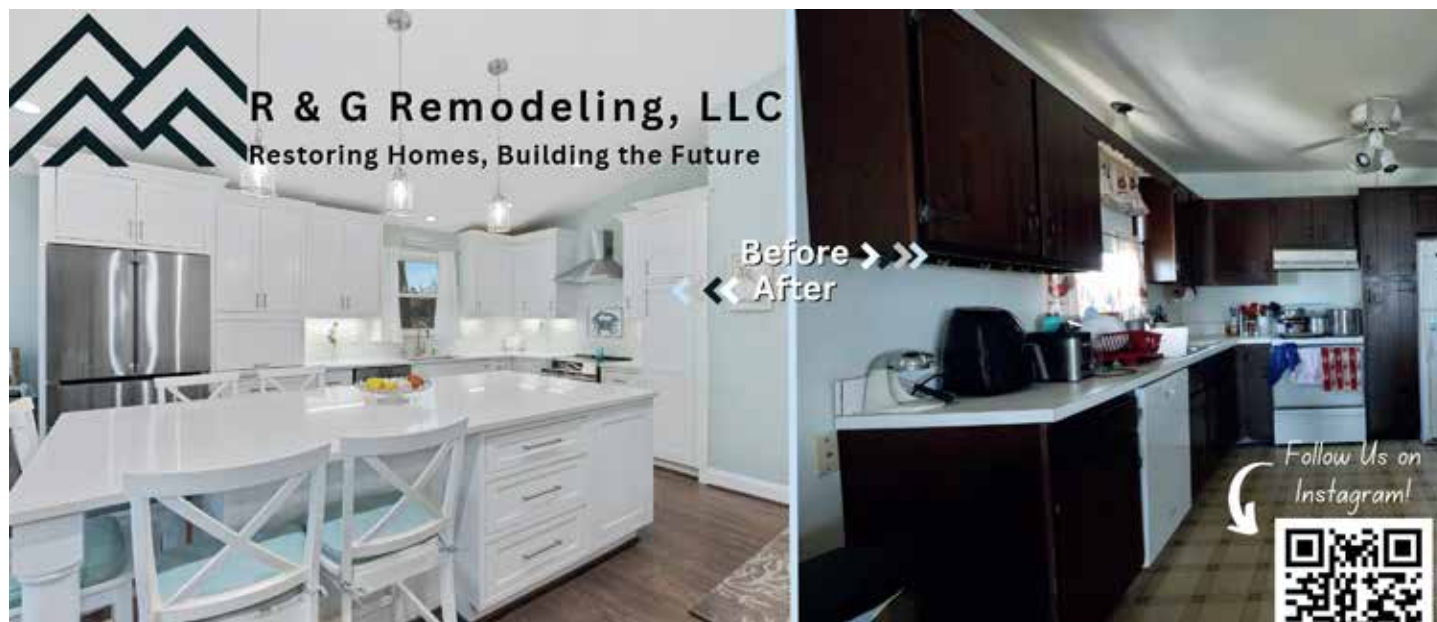 R & G Remodeling, LLC
Restoring Homes, Building the Future
Before
After
Follow Us on
Instagram!